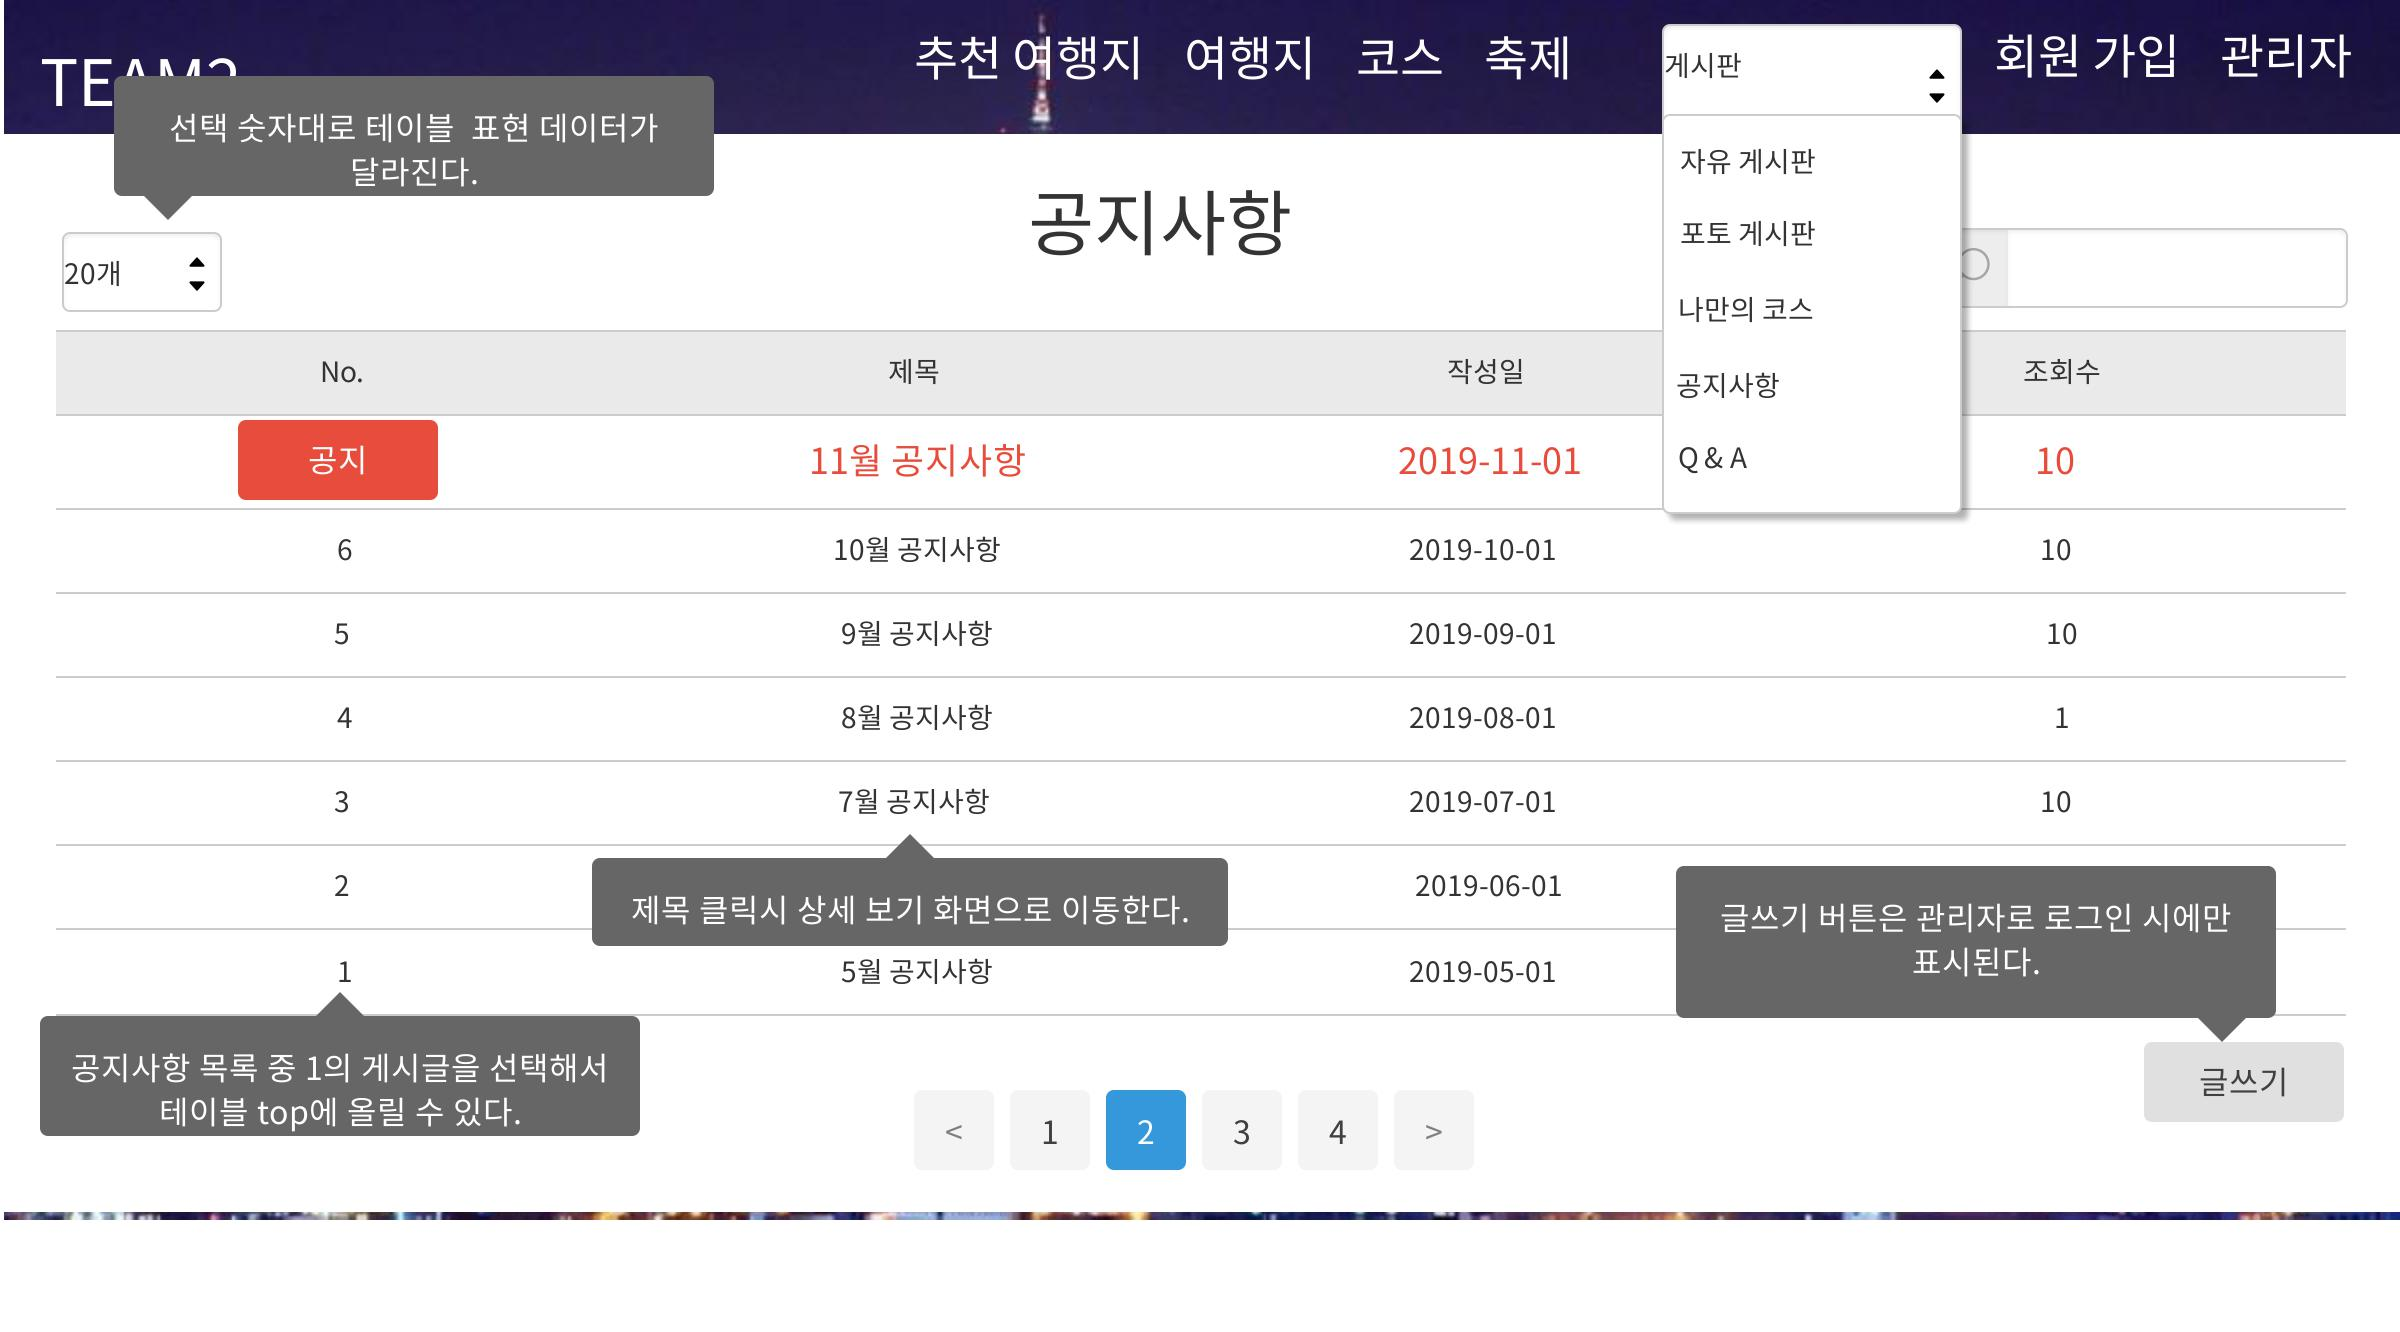 추천 여행지 여행지 코스 축제 게시판 회원 가입 관리자
선택 숫자대로 테이블 표현 데이터가
달라진다.
자유 게시판
포토 게시판
나만의 코스
공지사항
Q & A
공지사항
20개
No. 제목 작성일 조회수
공지 11월 공지사항 2019-11-01 10
6 10월 공지사항 2019-10-01 10
5 9월 공지사항 2019-09-01 10
4 8월 공지사항 2019-08-01 1
3 7월 공지사항 2019-07-01 10
2 2019-06-01
제목 클릭시 상세 보기 화면으로 이동한다.
글쓰기 버튼은 관리자로 로그인 시에만
표시된다.
1 5월 공지사항 2019-05-01
공지사항 목록 중 1의 게시글을 선택해서
테이블 top에 올릴 수 있다.
글쓰기
< 1 2 3 4 >